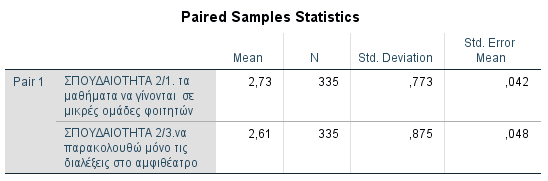 Paired Samples Statistics
Mean N Std. Deviation Std. Error Mean
Pair 1 ΣΠΟΥΔΑΙΟΤΗΤΑ 2/1. τα 2,73 335 ,773 ,042
μαθήματα να γίνονται σε
μικρές ομάδες φοιτητών
ΣΠΟΥΔΑΙΟΤΗΤΑ 2/3.να 2,61 335 ,875 ,048
παρακολουθώ μόνο τις
διαλέξεις στο αμφιθέατρο